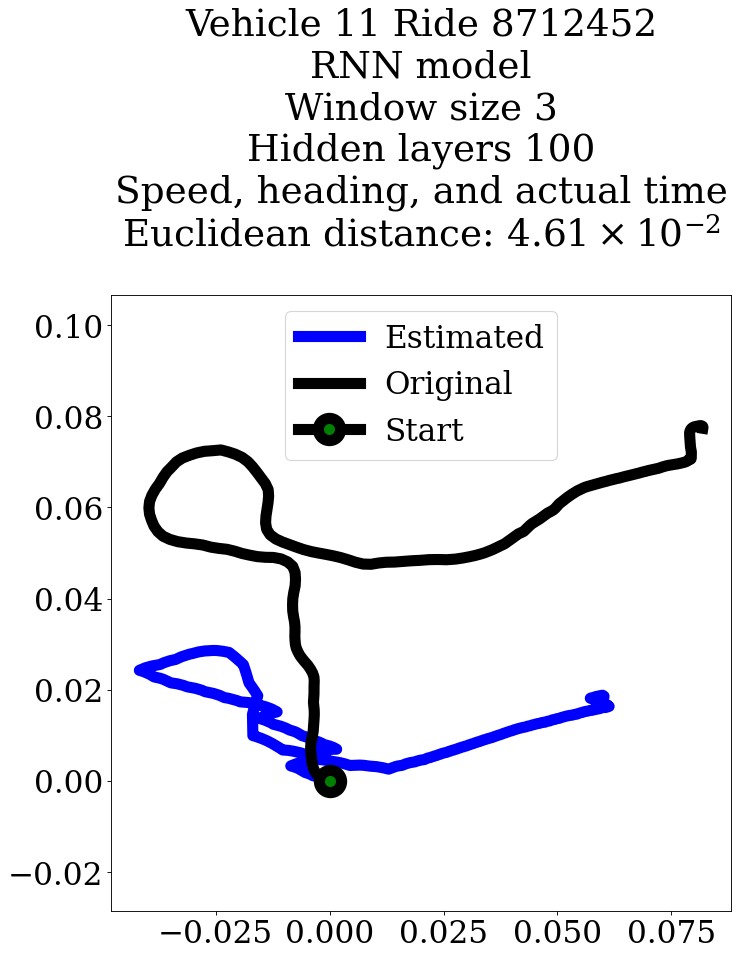 Vehicle 11 Ride 8712452
RNN model
Window size 3
Hidden layers 100
Speed, heading, and actual time
Euclidean distance: 4.61 × 10⁻²
Estimated
Original
Start
0.10
0.08
0.06
0.04
0.02
0.00
−0.02
−0.025 0.000 0.025 0.050 0.075